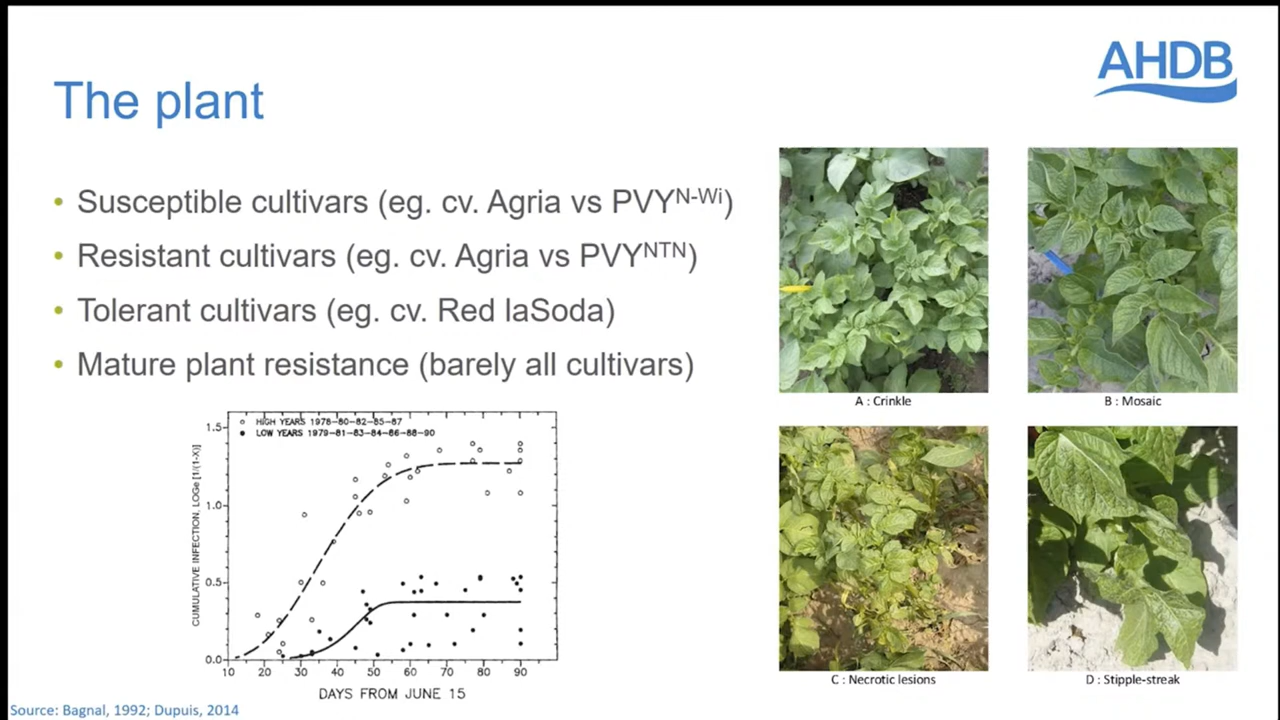 AHDB
The plant
• Susceptible cultivars (eg. cv. Agria vs PVYᴺ⁻ᵂⁱ)
• Resistant cultivars (eg. cv. Agria vs PVYᴺᵀᴺ)
• Tolerant cultivars (eg. cv. Red laSoda)
• Mature plant resistance (barely all cultivars)
A : Crinkle
B : Mosaic
C : Necrotic lesions
D : Stipple-streak
HIGH YEARS 1978-80-82-85-87
LOW YEARS 1979-81-83-84-86-88-90
CUMULATIVE INFECTION, LOGe [1/(1-X)]
1.5
1.0
0.5
0.0
10 20 30 40 50 60 70 80 90
DAYS FROM JUNE 15
Source: Bagnal, 1992; Dupuis, 2014